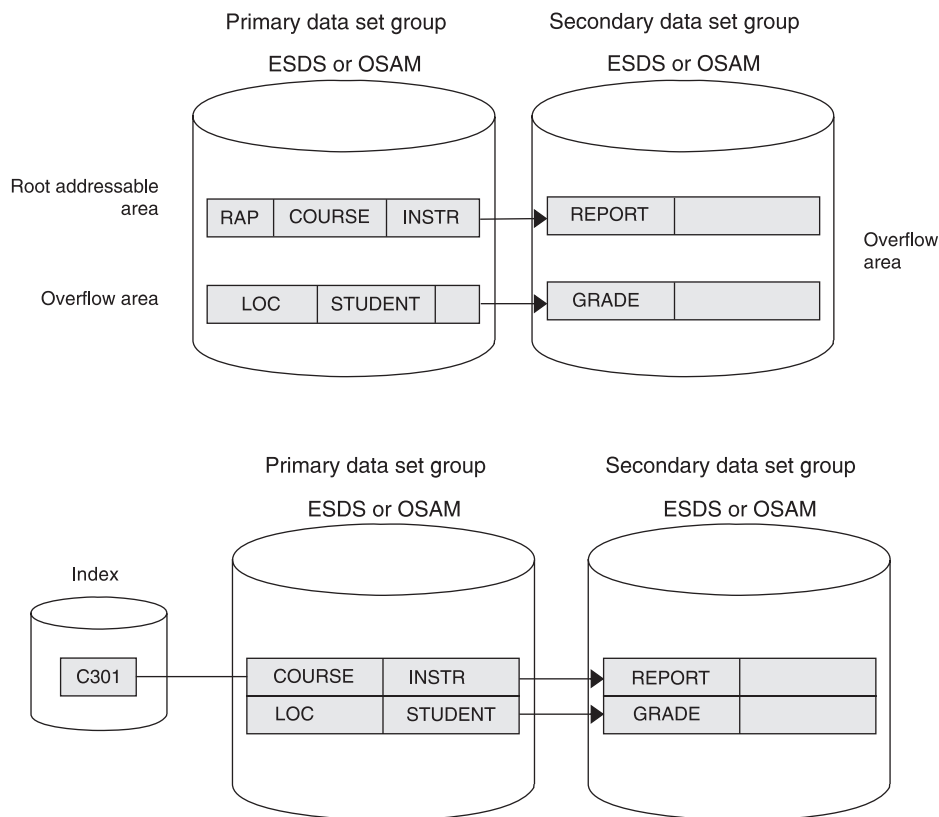 Primary data set group
Secondary data set group
ESDS or OSAM
ESDS or OSAM
Root addressable
area
RAP
COURSE
INSTR
REPORT
Overflow
area
Overflow area
LOC
STUDENT
GRADE
Primary data set group
Secondary data set group
ESDS or OSAM
ESDS or OSAM
Index
C301
COURSE
INSTR
REPORT
LOC
STUDENT
GRADE